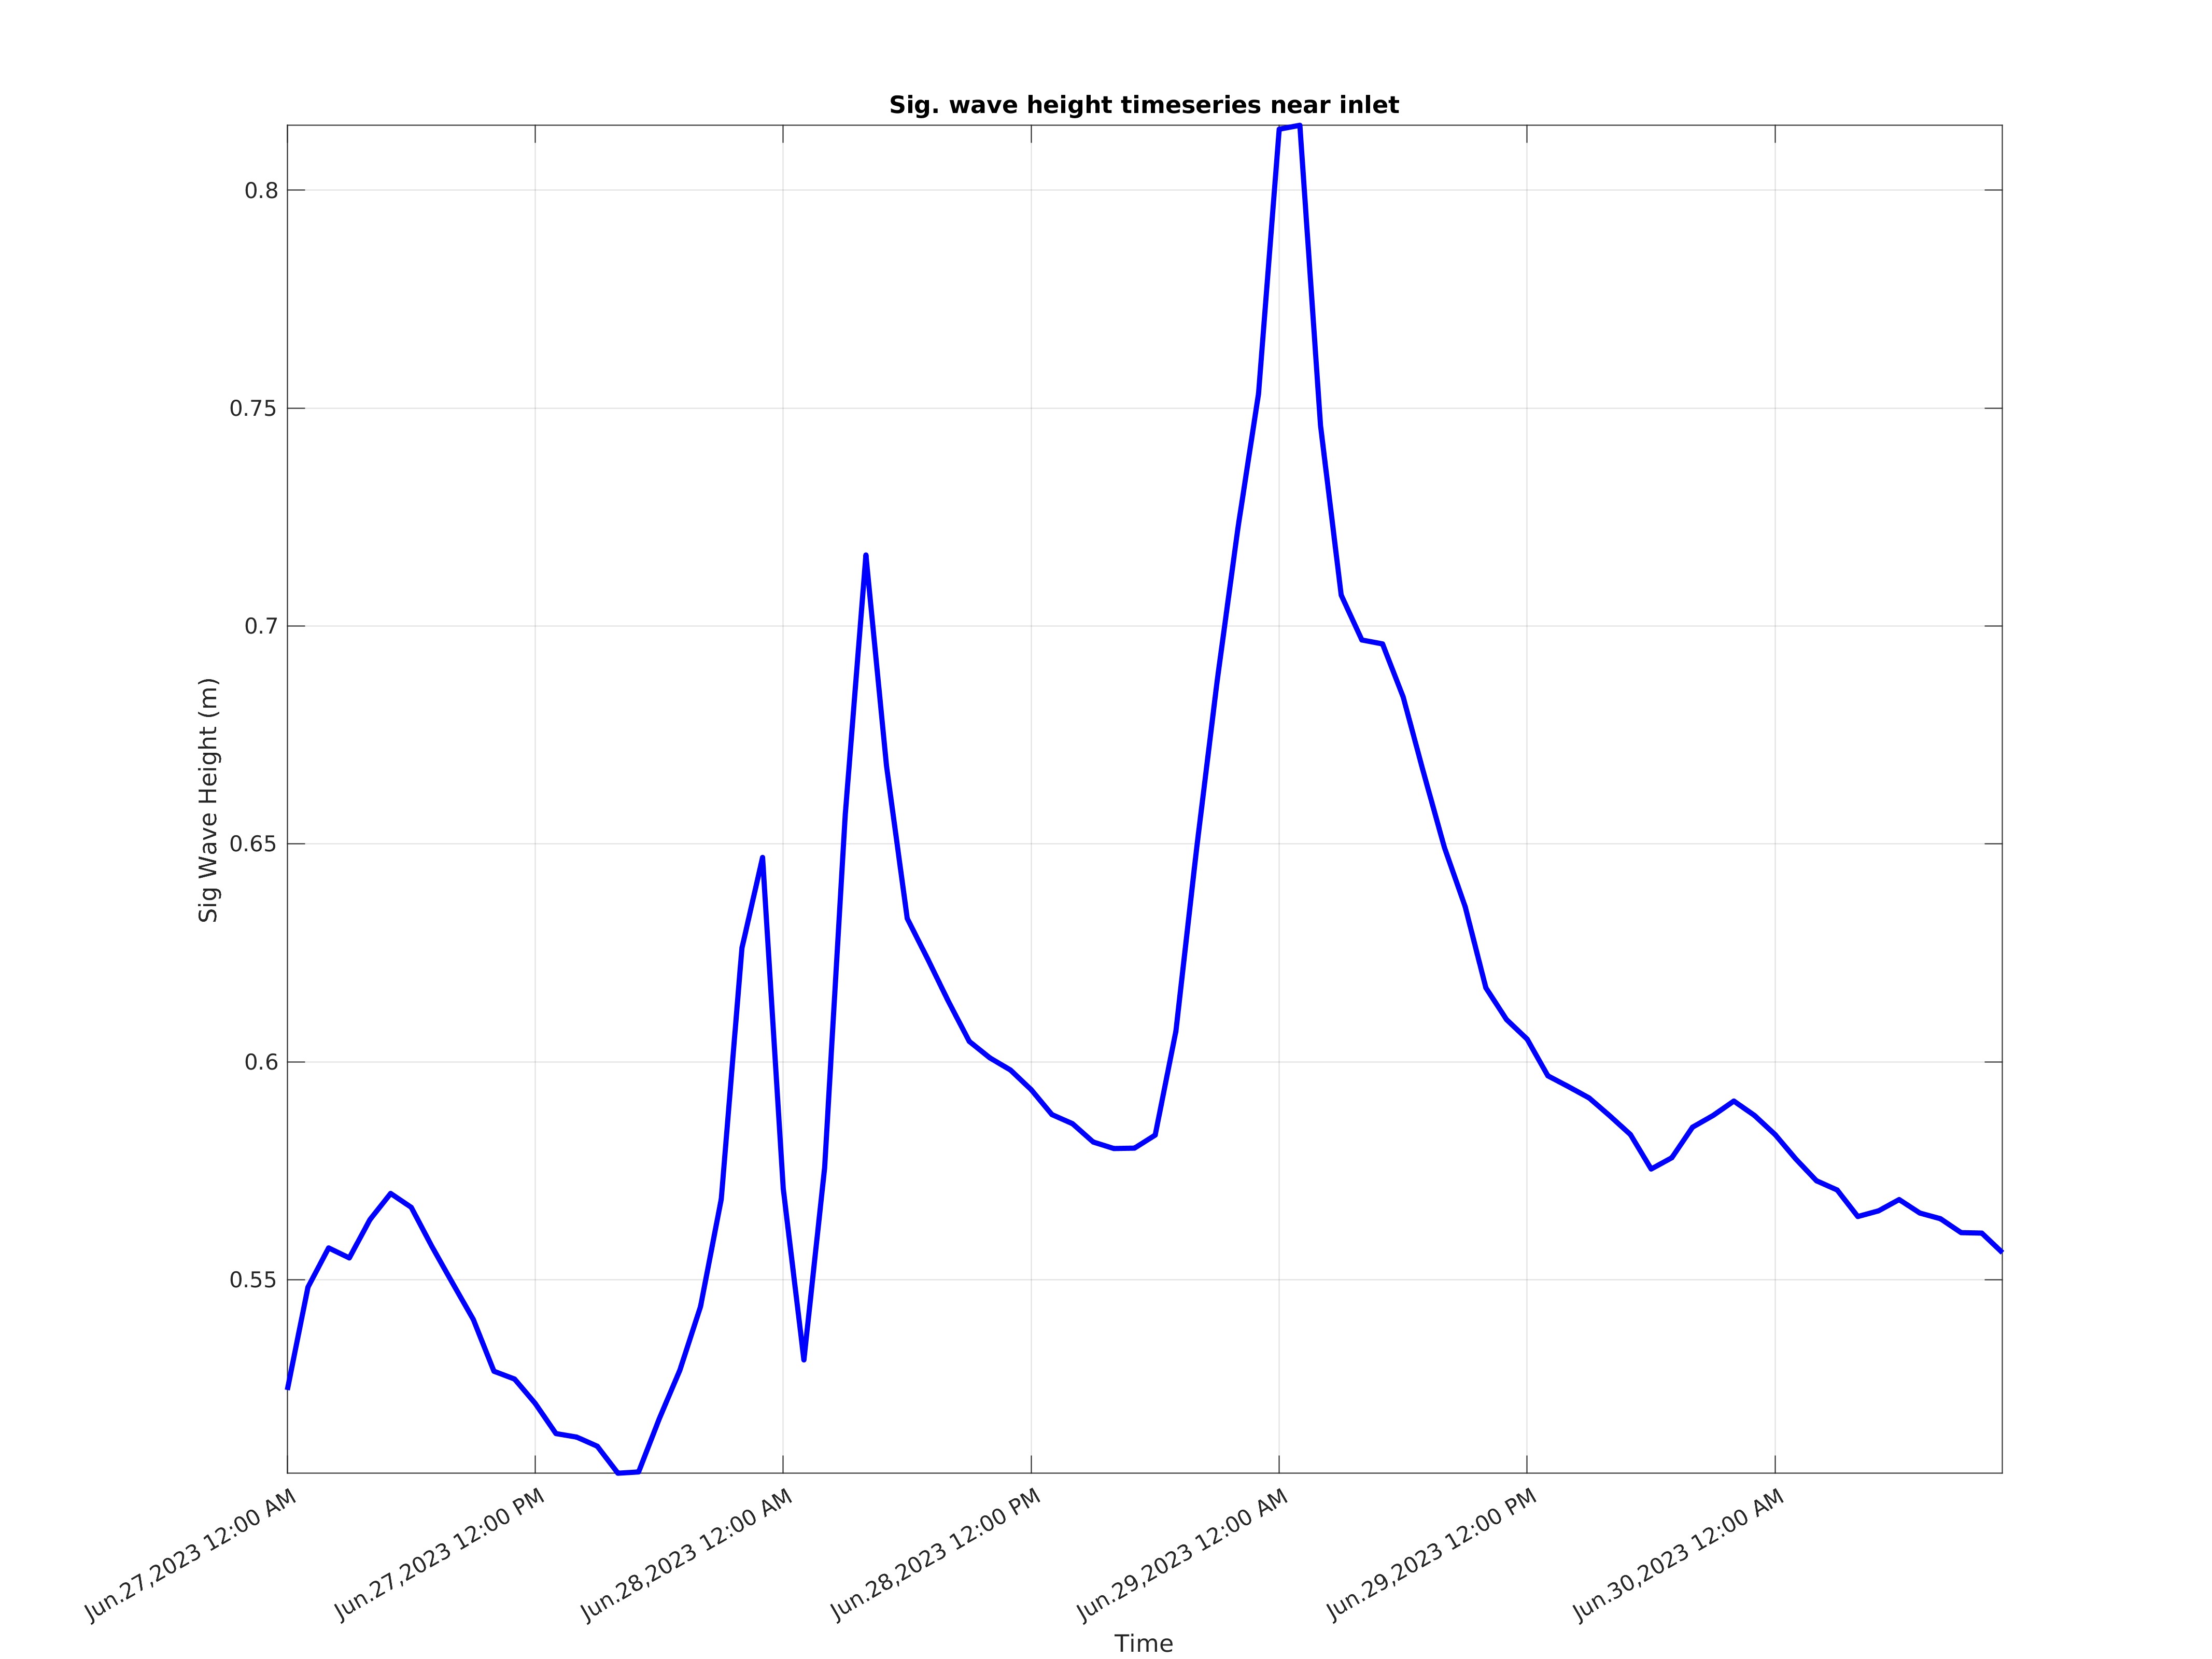 Sig. wave height timeseries near inlet
0.8
0.75
0.7
0.65
0.6
0.55
Sig Wave Height (m)
Jun.27,2023 12:00 AM
Jun.27,2023 12:00 PM
Jun.28,2023 12:00 AM
Jun.28,2023 12:00 PM
Jun.29,2023 12:00 AM
Jun.29,2023 12:00 PM
Jun.30,2023 12:00 AM
Time